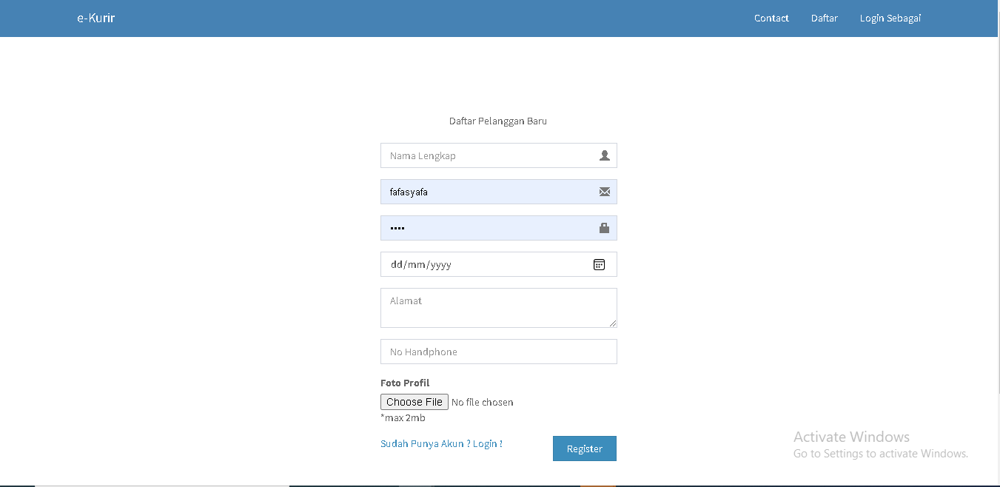 e-Kurir
Contact
Daftar
Login Sebagai
Daftar Pelanggan Baru
Nama Lengkap
fafasyafa
••••
dd/mm/yyyy
Alamat
No Handphone
Foto Profil
Choose File No file chosen
*max 2mb
Sudah Punya Akun ? Login ?
Register
Activate Windows
Go to Settings to activate Windows.